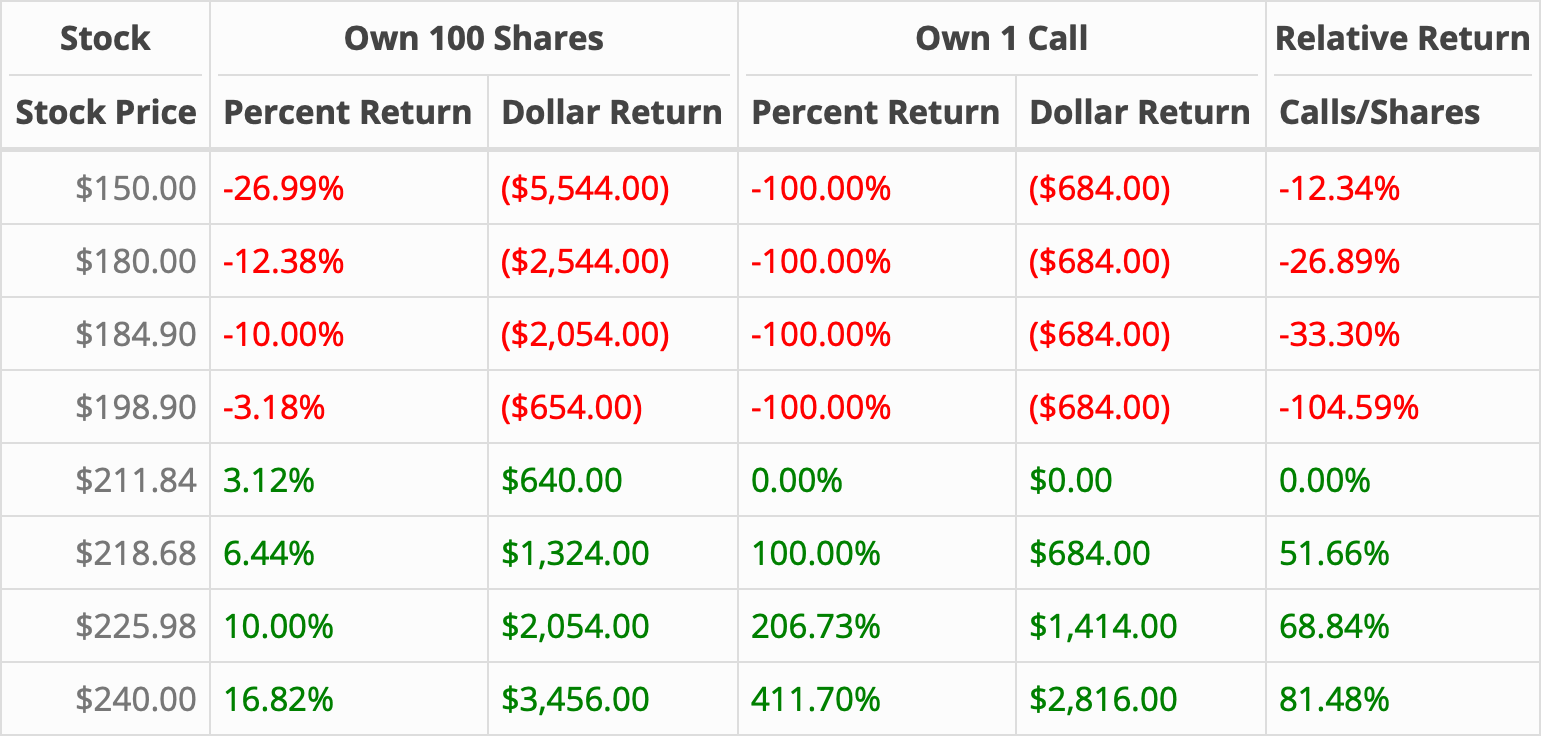 Stock Own 100 Shares Own 1 Call Relative Return
Stock Price Percent Return Dollar Return Percent Return Dollar Return Calls/Shares
$150.00 -26.99% ($5,544.00) -100.00% ($684.00) -12.34%
$180.00 -12.38% ($2,544.00) -100.00% ($684.00) -26.89%
$184.90 -10.00% ($2,054.00) -100.00% ($684.00) -33.30%
$198.90 -3.18% ($654.00) -100.00% ($684.00) -104.59%
$211.84 3.12% $640.00 0.00% $0.00 0.00%
$218.68 6.44% $1,324.00 100.00% $684.00 51.66%
$225.98 10.00% $2,054.00 206.73% $1,414.00 68.84%
$240.00 16.82% $3,456.00 411.70% $2,816.00 81.48%